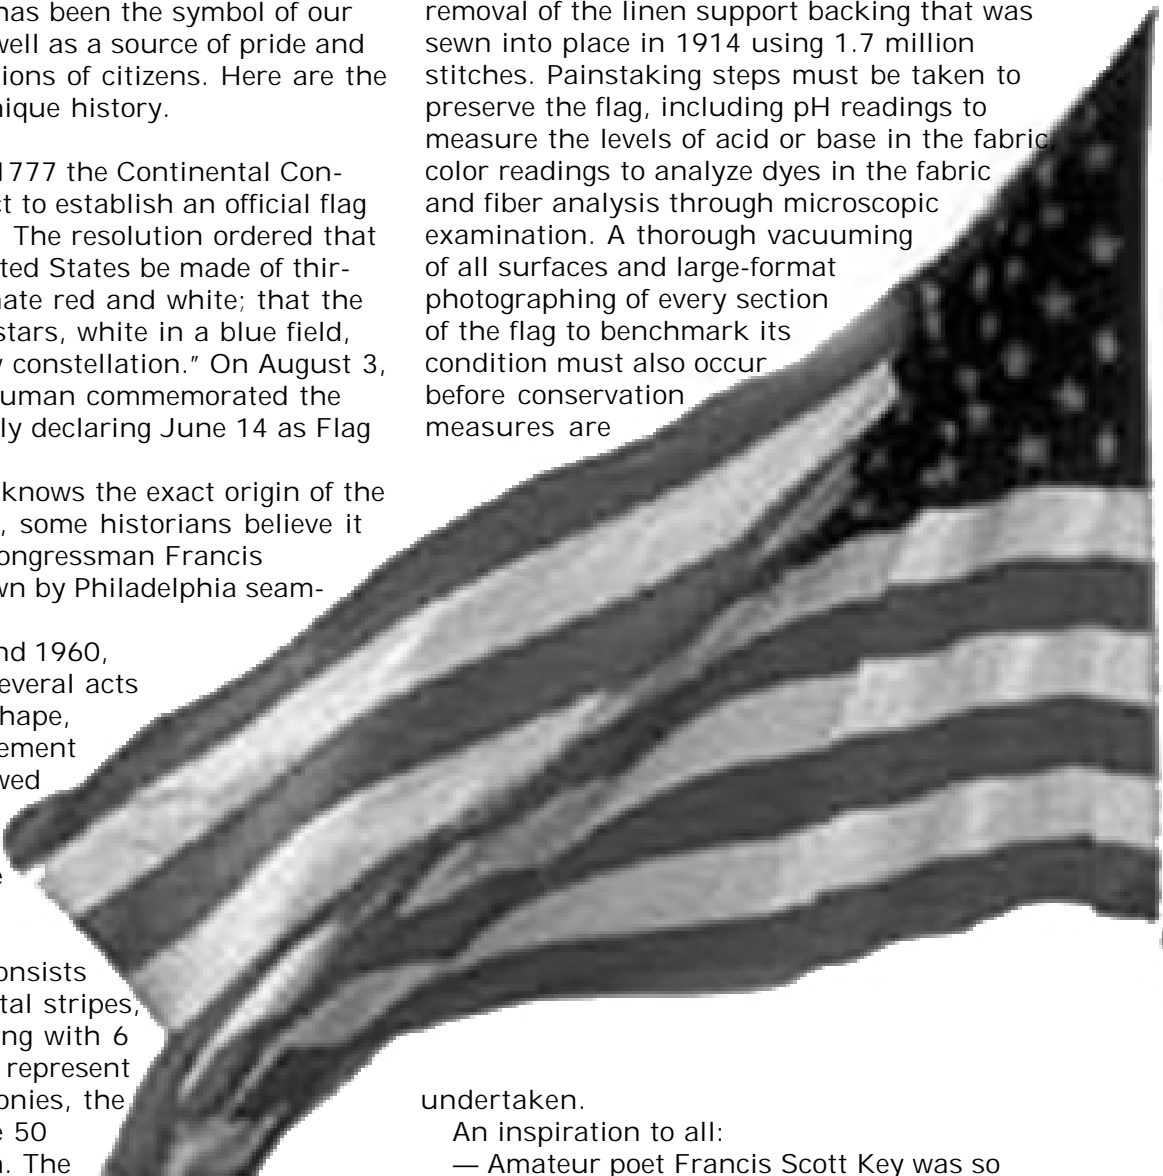 has been the symbol of our
well as a source of pride and
ions of citizens. Here are the
nique history.
1777 the Continental Con-
ct to establish an official flag
The resolution ordered that
ted States be made of thir-
nate red and white; that the
stars, white in a blue field,
w constellation.” On August 3,
uman commemorated the
ly declaring June 14 as Flag
knows the exact origin of the
, some historians believe it
ongressman Francis
wn by Philadelphia seam-
nd 1960,
everal acts
hape,
ement
wed
e
onsists
tal stripes,
ng with 6
represent
onies, the
e 50
n. The
removal of the linen support backing that was
sewn into place in 1914 using 1.7 million
stitches. Painstaking steps must be taken to
preserve the flag, including pH readings to
measure the levels of acid or base in the fabric,
color readings to analyze dyes in the fabric
and fiber analysis through microscopic
examination. A thorough vacuuming
of all surfaces and large-format
photographing of every section
of the flag to benchmark its
condition must also occur
before conservation
measures are
undertaken.
An inspiration to all:
— Amateur poet Francis Scott Key was so